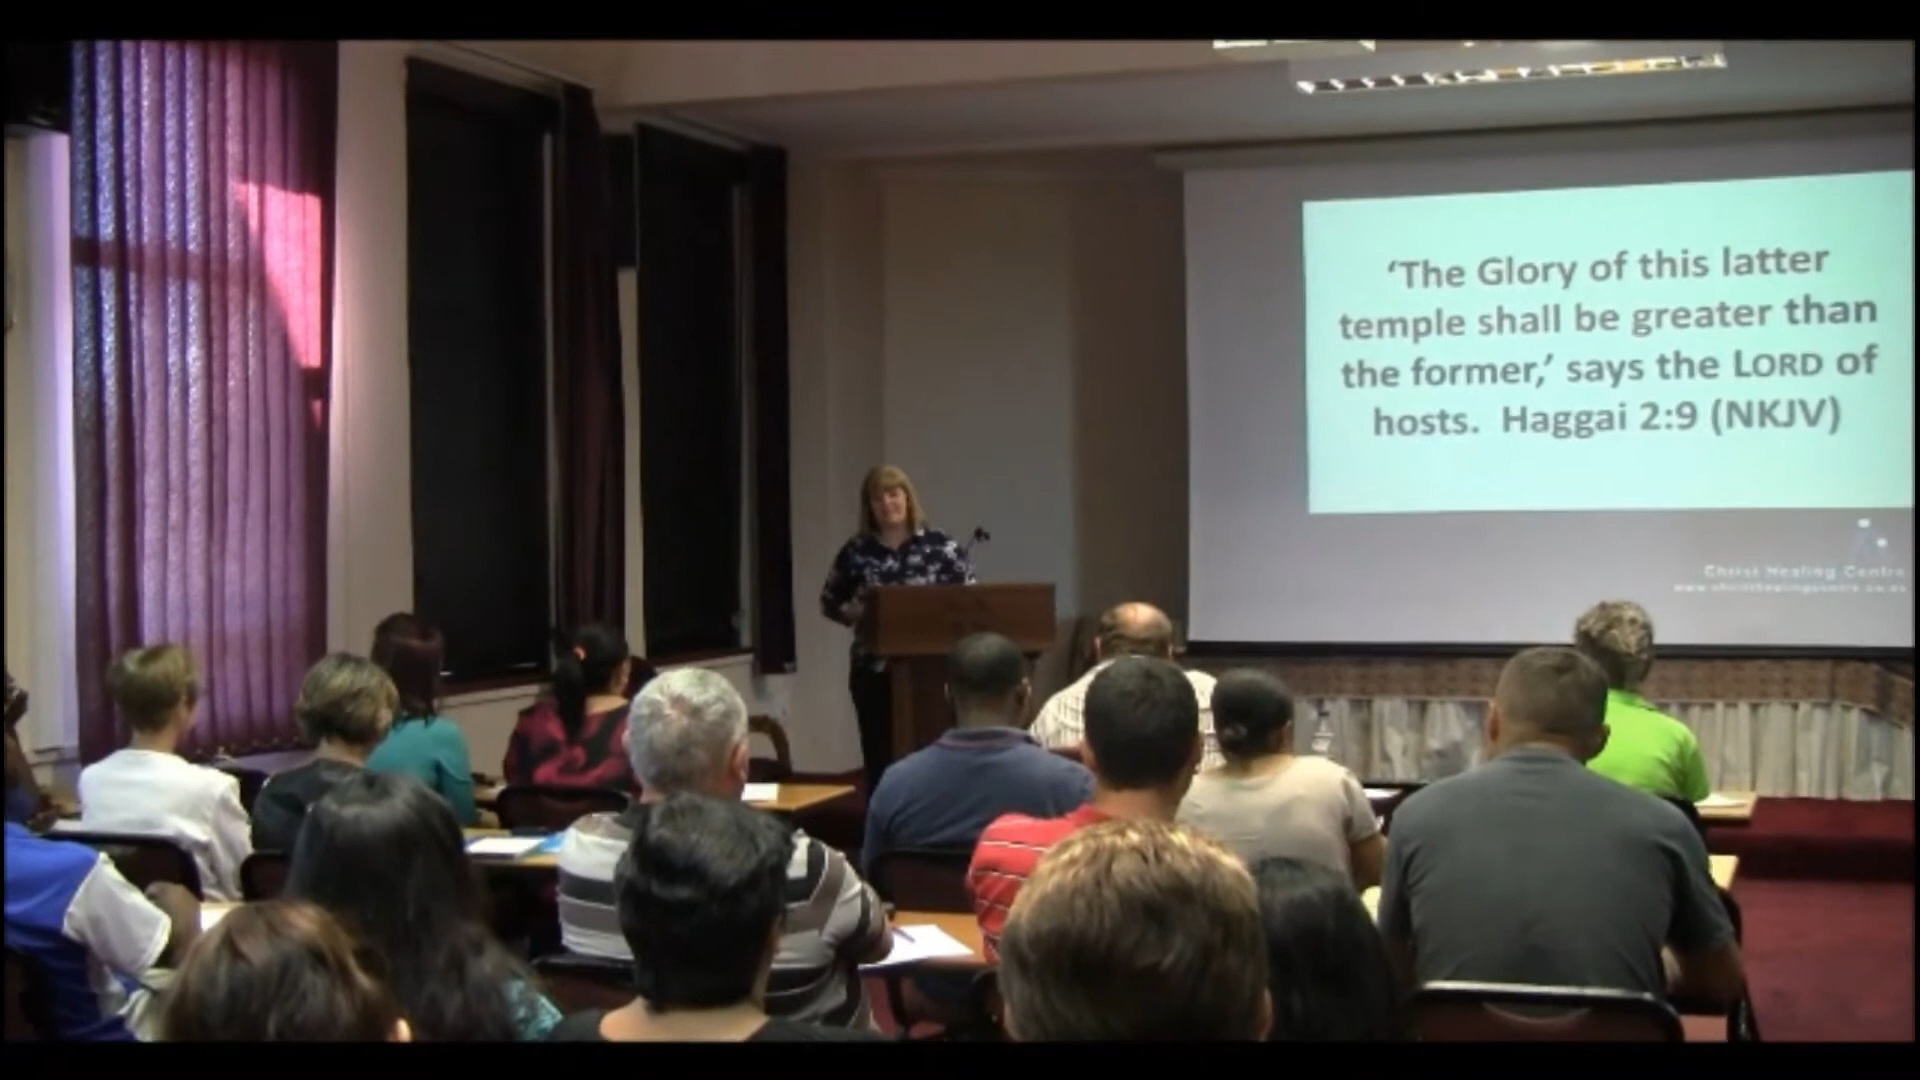 ‘The Glory of this latter
temple shall be greater than
the former,’ says the LORD of
hosts. Haggai 2:9 (NKJV)
Christ Healing Centre